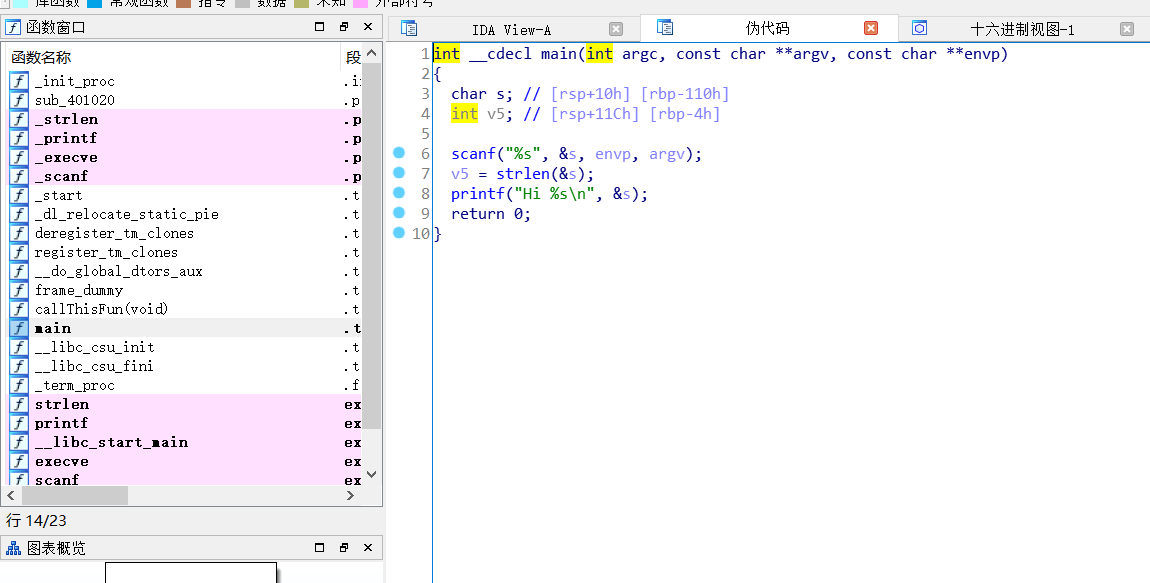 库函数 常规函数 指令 数据 未知 外部符号
函数窗口
函数名称 段
_init_proc .i
sub_401020 .p
_strlen .p
_printf .p
_execve .p
_scanf .p
_start .t
_dl_relocate_static_pie .t
deregister_tm_clones .t
register_tm_clones .t
__do_global_dtors_aux .t
frame_dummy .t
callThisFun(void) .t
main .t
__libc_csu_init .t
__libc_csu_fini .t
_term_proc .f
strlen ex
printf ex
__libc_start_main ex
execve ex
scanf ex
行 14/23
图表概览
IDA View-A 伪代码 十六进制视图-1
1 int __cdecl main(int argc, const char **argv, const char **envp)
2 {
3 char s; // [rsp+10h] [rbp-110h]
4 int v5; // [rsp+11Ch] [rbp-4h]
5
6 scanf("%s", &s, envp, argv);
7 v5 = strlen(&s);
8 printf("Hi %s\n", &s);
9 return 0;
10 }